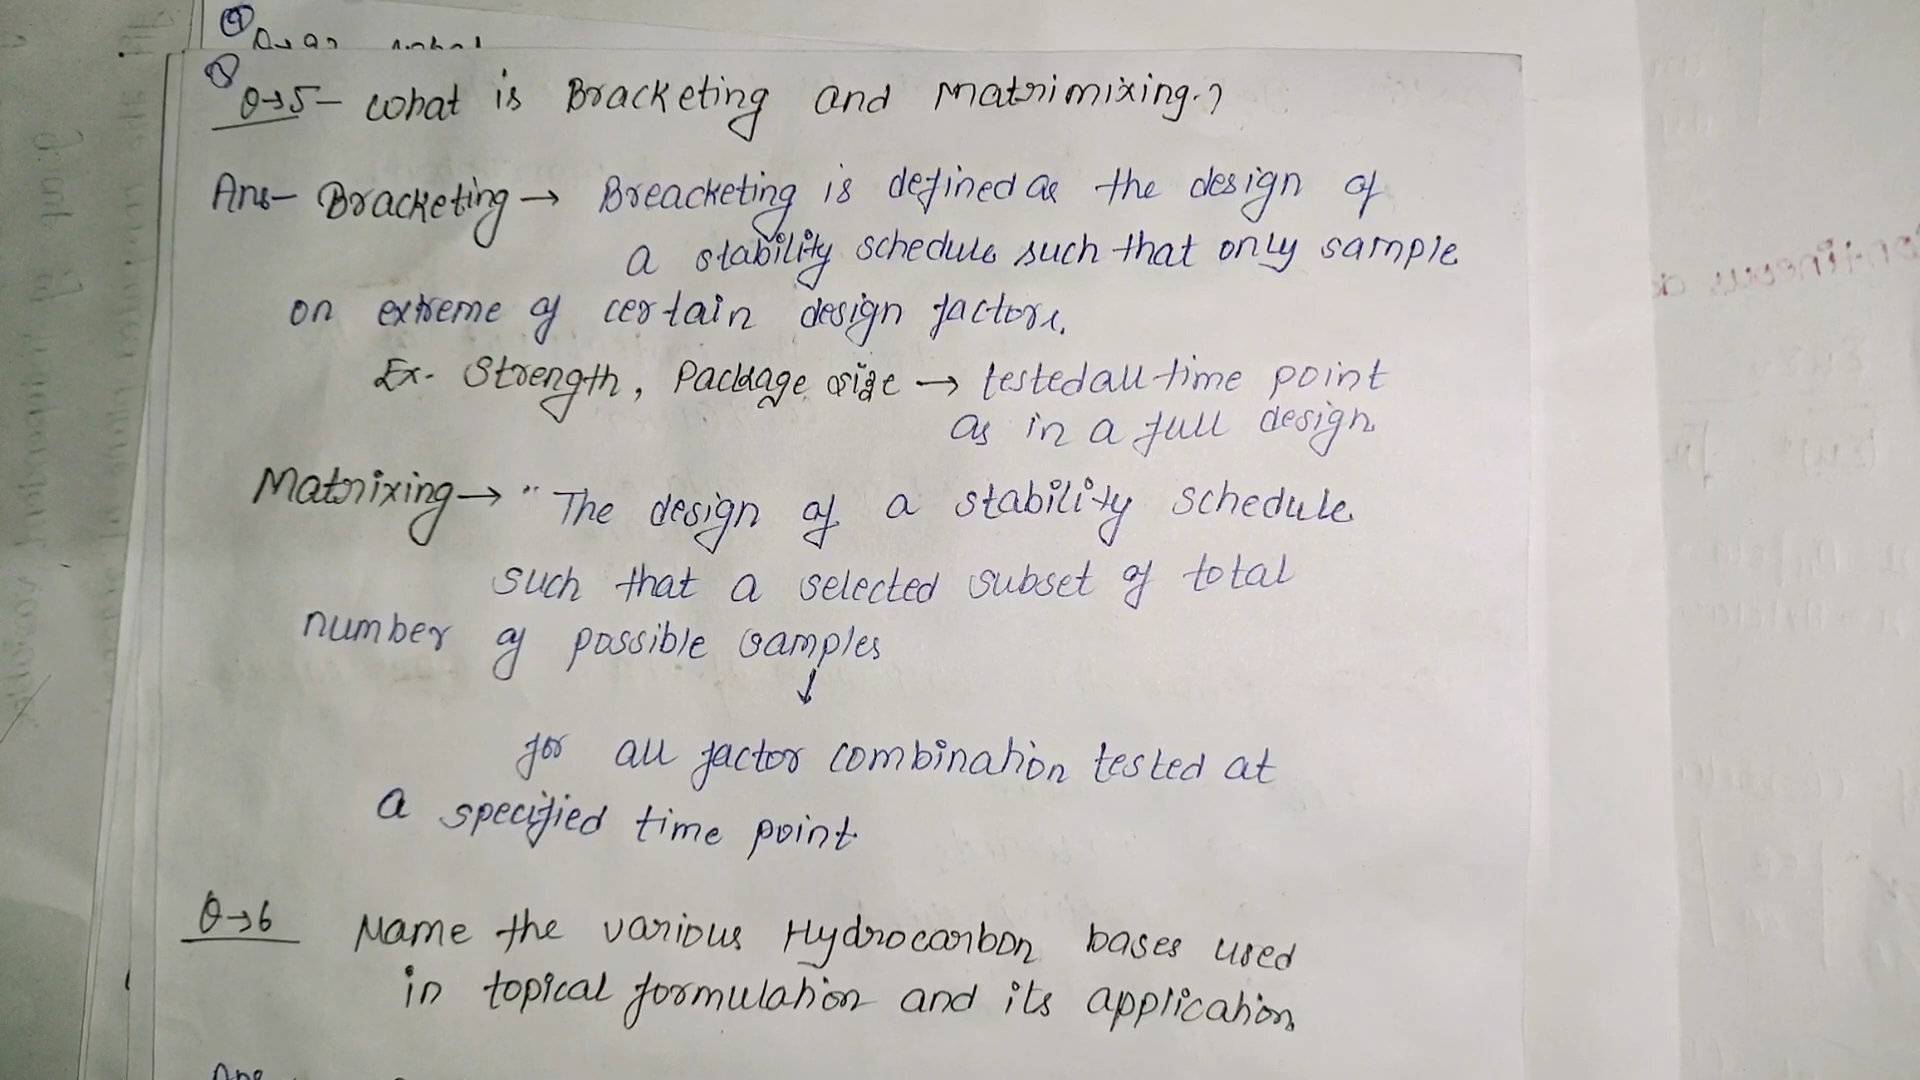 Q→5- What is Bracketing and Matrimixing.?
Ans- Bracketing → Breacketing is defined as the design of
a stability schedule such that only sample
on extreme of certain design factors.
Ex. Strength, Package size → tested all time point
as in a full design.
Matrixing → " The design of a stability schedule
such that a selected subset of total
number of possible samples
↓
for all factor combination tested at
a specified time point
Q→6 Name the various Hydrocarbon bases used
in topical formulation and its application.
Ans